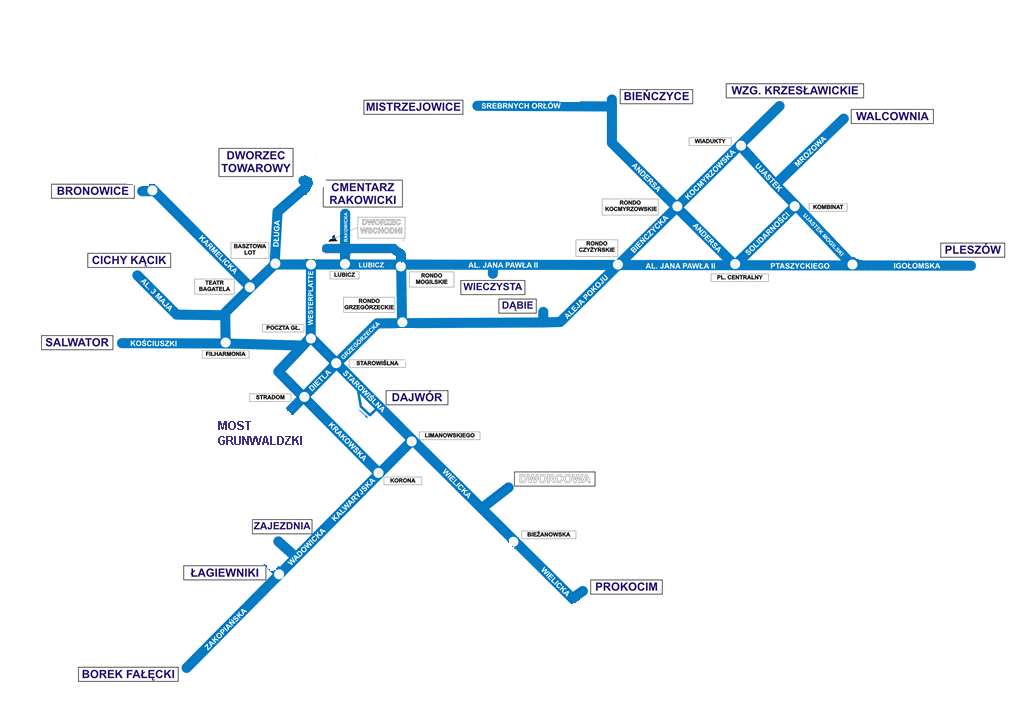 WZG. KRZESŁAWICKIE
BIEŃCZYCE
MISTRZEJOWICE
SREBRNYCH ORŁÓW
WALCOWNIA
WIADUKTY
MROZOWA
UJASTEK
KOCMYRZOWSKA
ANDERSA
DWORZEC
TOWAROWY
CMENTARZ
RAKOWICKI
BRONOWICE
RONDO
KOCMYRZOWSKIE
KOMBINAT
RAKOWICKA
DWORZEC
WSCHODNI
DŁUGA
KARMELICKA
BASZTOWA
LOT
RONDO
CZYŻYŃSKIE
BIEŃCZYCKA
ANDERSA
SOLIDARNOŚCI
UJASTEK MOGILSKI
PLESZÓW
CICHY KĄCIK
LUBICZ
LUBICZ
AL. JANA PAWŁA II
AL. JANA PAWŁA II
PTASZYCKIEGO
IGOŁOMSKA
PL. CENTRALNY
RONDO
MOGILSKIE
WIECZYSTA
TEATR
BAGATELA
AL. 3 MAJA
WESTERPLATTE
RONDO
GRZEGÓRZECKIE
DĄBIE
ALEJA POKOJU
POCZTA GŁ.
SALWATOR
KOŚCIUSZKI
FILHARMONIA
GRZEGÓRZECKA
STAROWIŚLNA
DIETLA
STAROWIŚLNA
STRADOM
DAJWÓR
MOST
GRUNWALDZKI
KRAKOWSKA
LIMANOWSKIEGO
KORONA
WIELICKA
DWORCOWA
KALWARYJSKA
ZAJEZDNIA
WADOWICKA
BIEŻANOWSKA
ŁAGIEWNIKI
WIELICKA
PROKOCIM
ZAKOPIAŃSKA
BOREK FAŁĘCKI